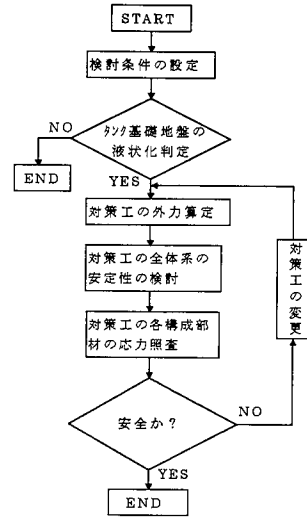 START
検討条件の設定
タンク基礎地盤の
液状化判定
NO
END
YES
対策工の外力算定
対策工の全体系の
安定性の検討
対策工の各構成部
材の応力照査
対策工の変更
安全か?
NO
YES
END